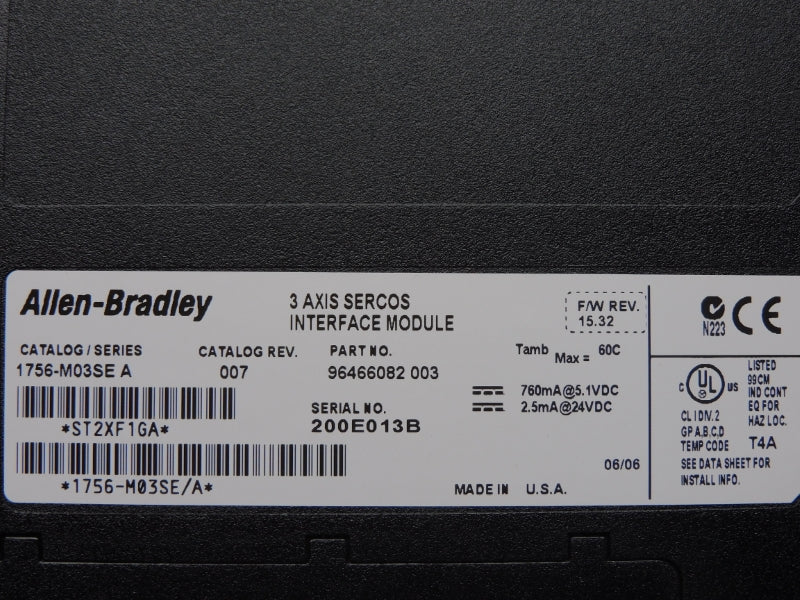 Allen-Bradley
3 AXIS SERCOS
INTERFACE MODULE
F/W REV.
15.32
N223 CE
CATALOG / SERIES
1756-M03SE A
CATALOG REV.
007
PART NO.
96466082 003
Tamb Max = 60C
760mA@5.1VDC
2.5mA@24VDC
SERIAL NO.
200E013B
*ST2XF1GA*
*1756-M03SE/A*
MADE IN U.S.A.
06/06
C UL US
LISTED
99CM
IND CONT
EQ FOR
HAZ LOC.
CL I DIV. 2
GP A,B,C,D
TEMP CODE T4A
SEE DATA SHEET FOR
INSTALL INFO.